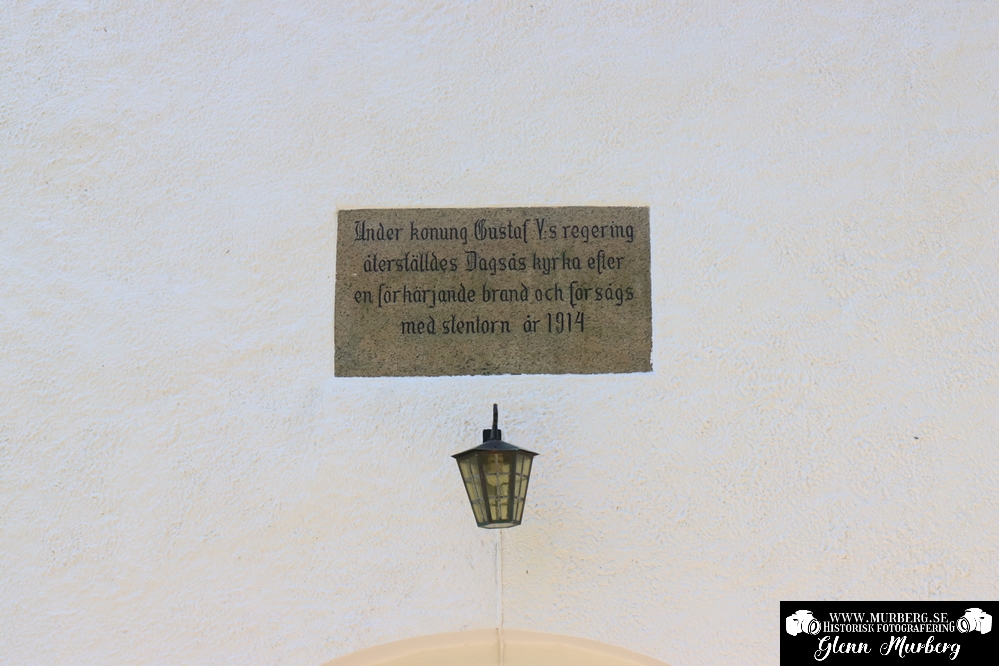 Under konung Gustaf V:s regering
återställdes Dagsås kyrka efter
en förhärjande brand och försågs
med stentorn år 1914
WWW.MURBERG.SE
HISTORISK FOTOGRAFERING
Glenn Murberg